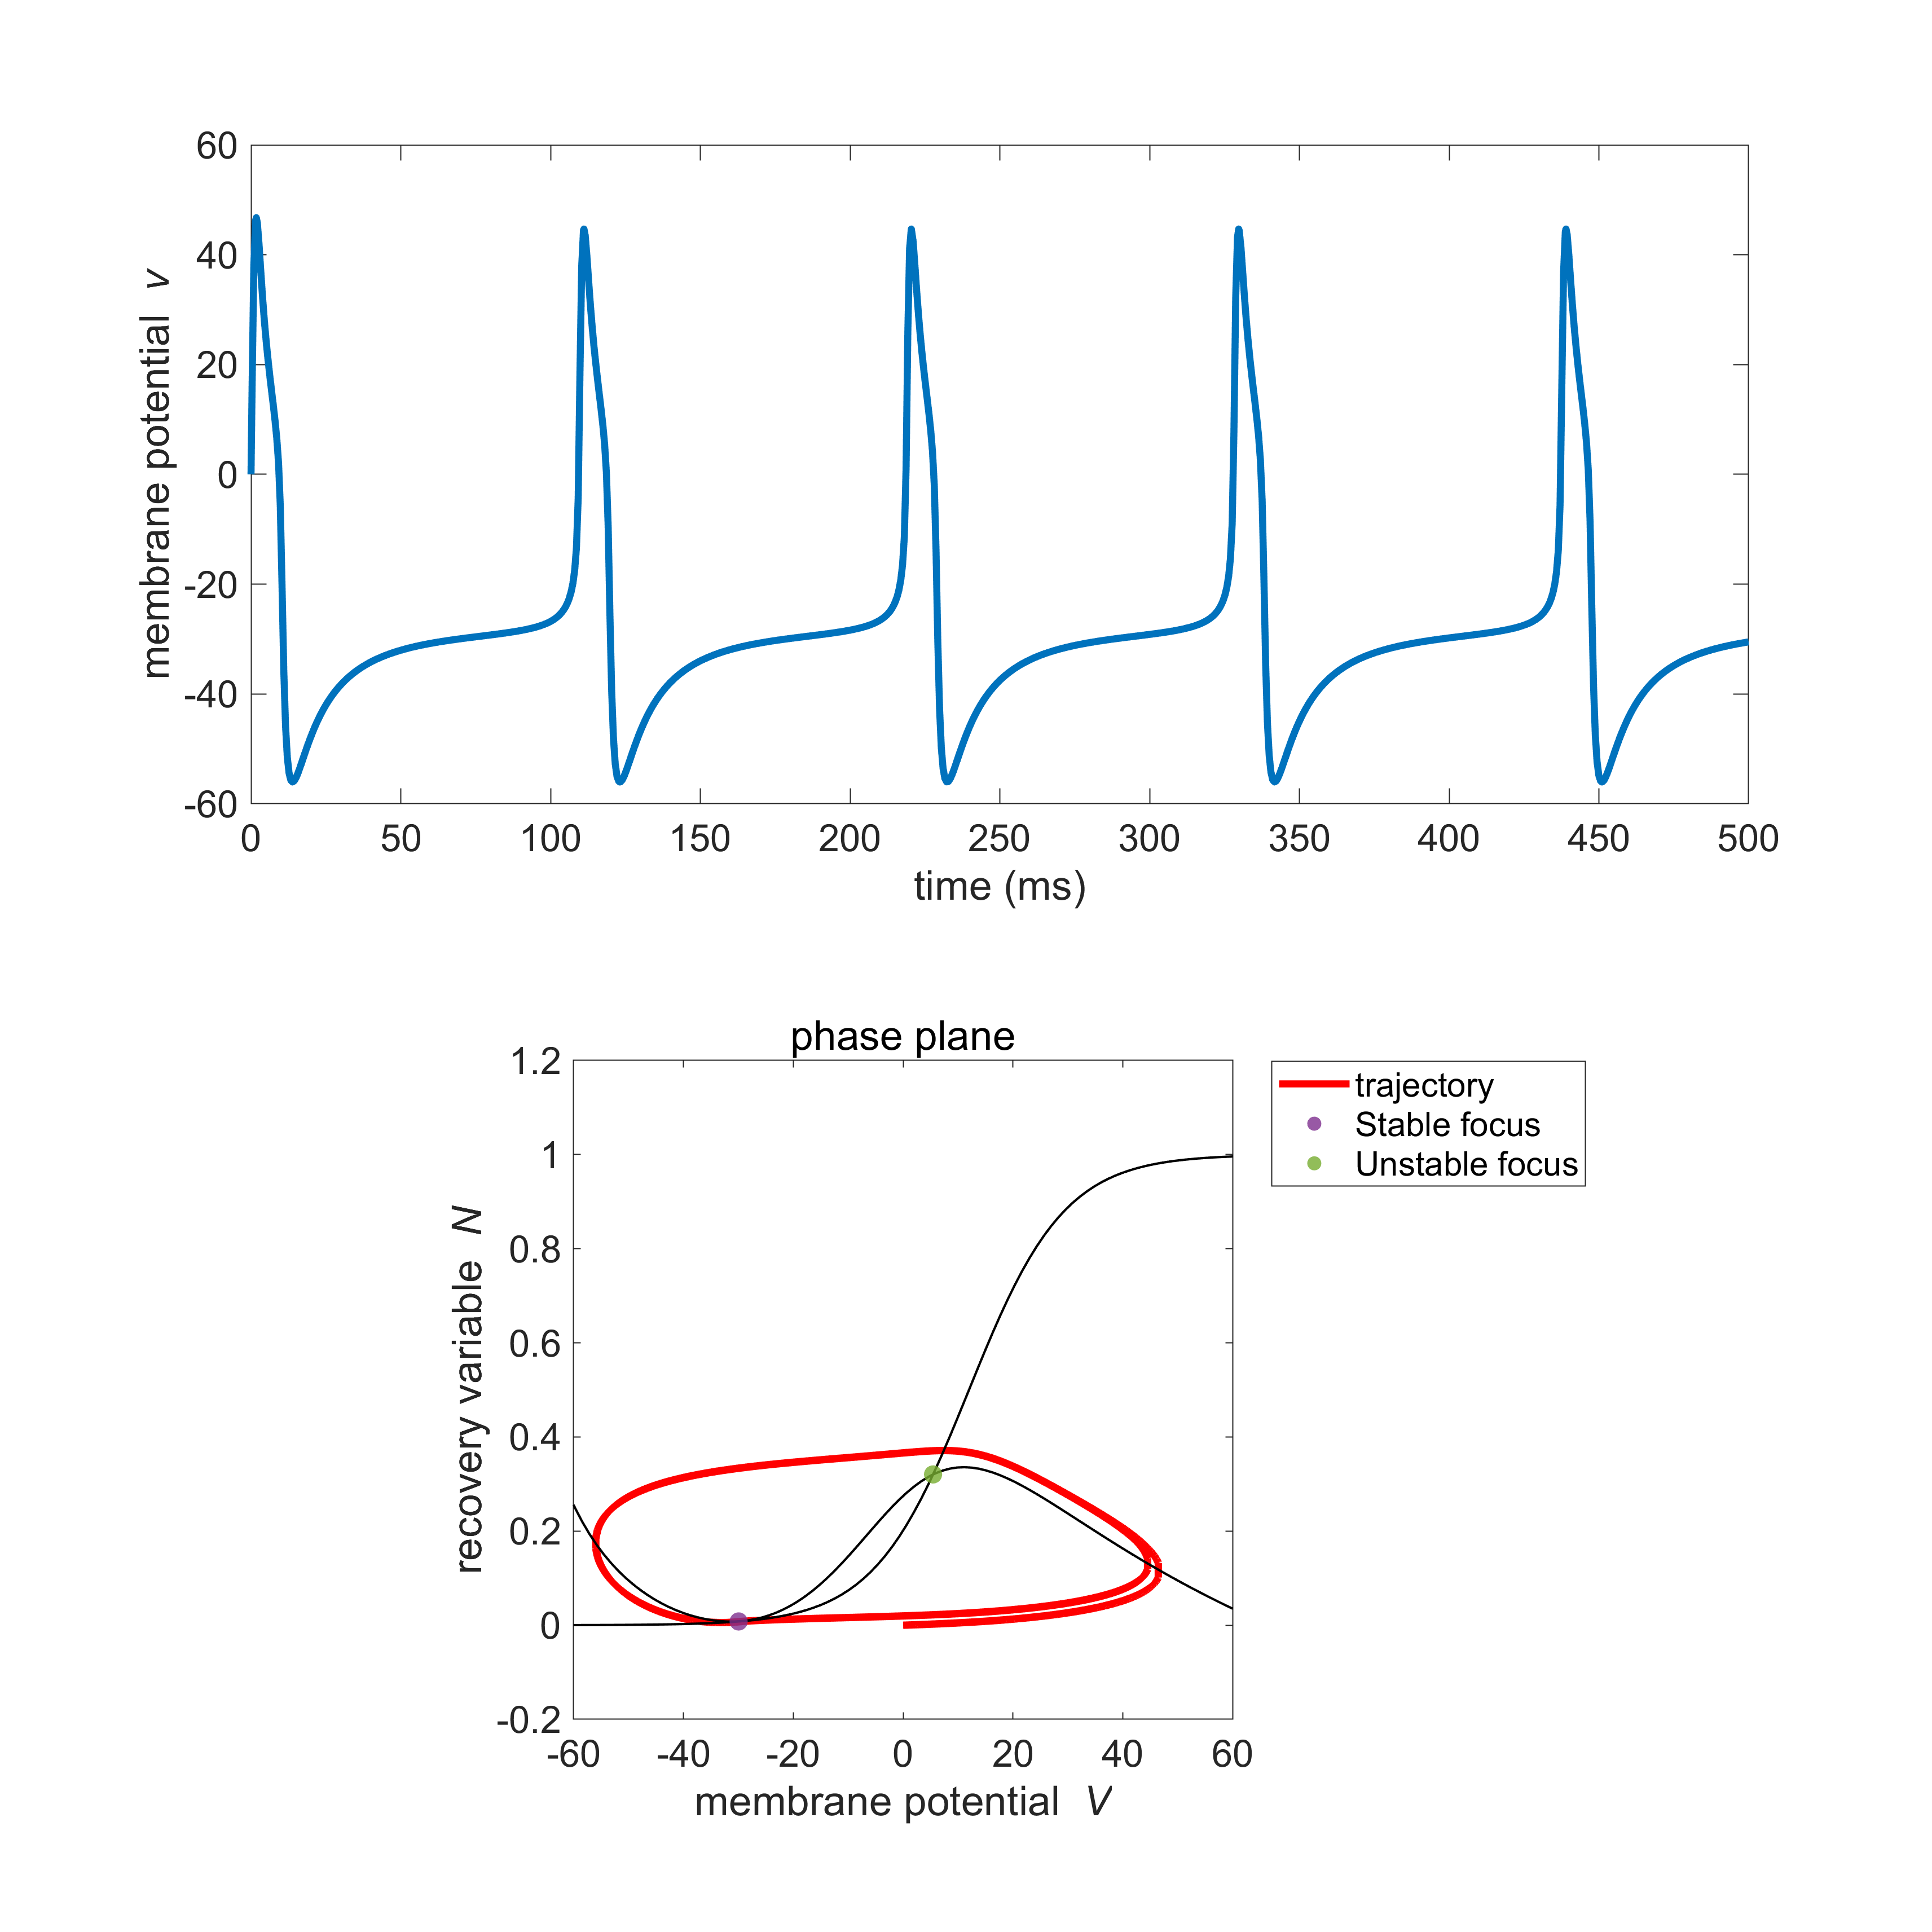 60
40
20
0
-20
-40
-60
membrane potential v
0 50 100 150 200 250 300 350 400 450 500
time (ms)
phase plane
1.2
1
0.8
0.6
0.4
0.2
0
-0.2
recovery variable N
-60 -40 -20 0 20 40 60
membrane potential V
trajectory
Stable focus
Unstable focus